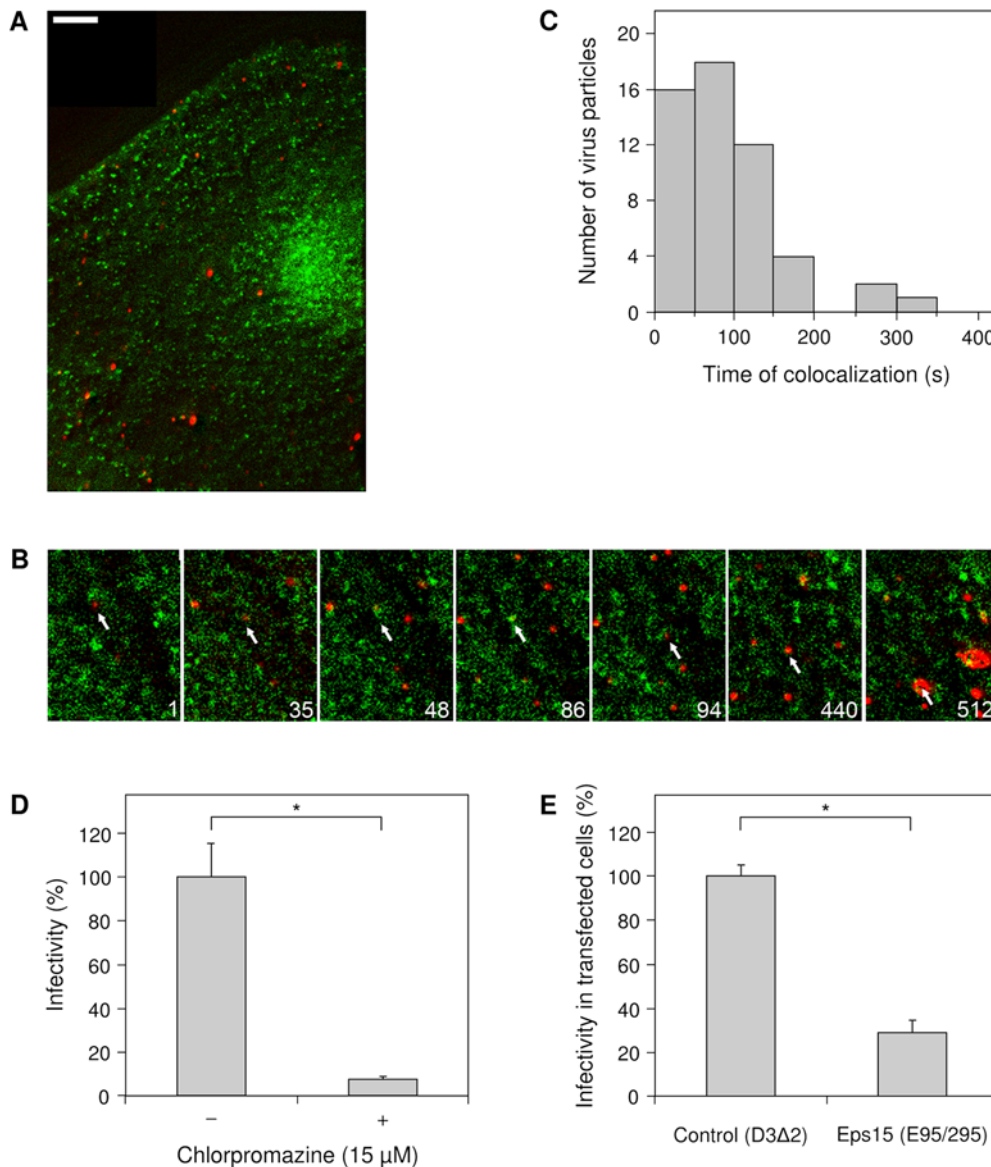 A
C
Number of virus particles
20
16
12
8
4
0
0 100 200 300 400
Time of colocalization (s)
B
1 35 48 86 94 440 512
D
Infectivity (%)
*
120
100
80
60
40
20
0
− +
Chlorpromazine (15 µM)
E
Infectivity in transfected cells (%)
*
120
100
80
60
40
20
0
Control (D3Δ2) Eps15 (E95/295)